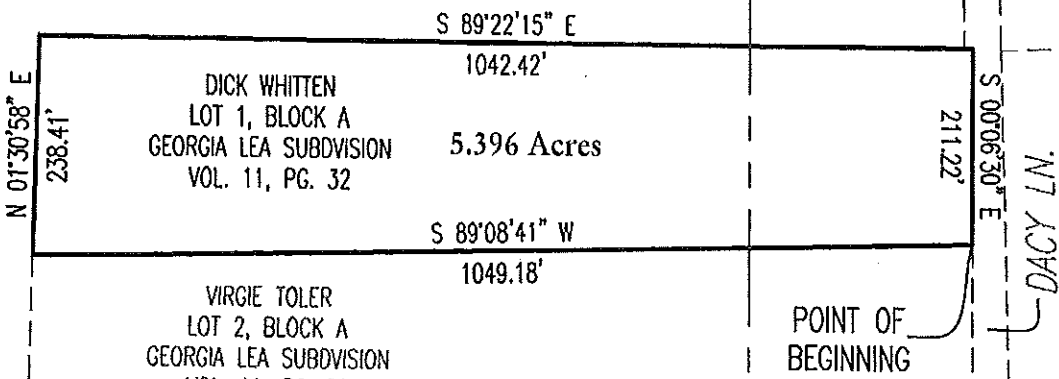 S 89°22'15" E
1042.42'
N 01°30'58" E
238.41'
DICK WHITTEN
LOT 1, BLOCK A
GEORGIA LEA SUBDVISION
VOL. 11, PG. 32
5.396 Acres
S 00°06'30" E
211.22'
DACY LN.
S 89°08'41" W
1049.18'
VIRGIE TOLER
LOT 2, BLOCK A
GEORGIA LEA SUBDVISION
POINT OF
BEGINNING